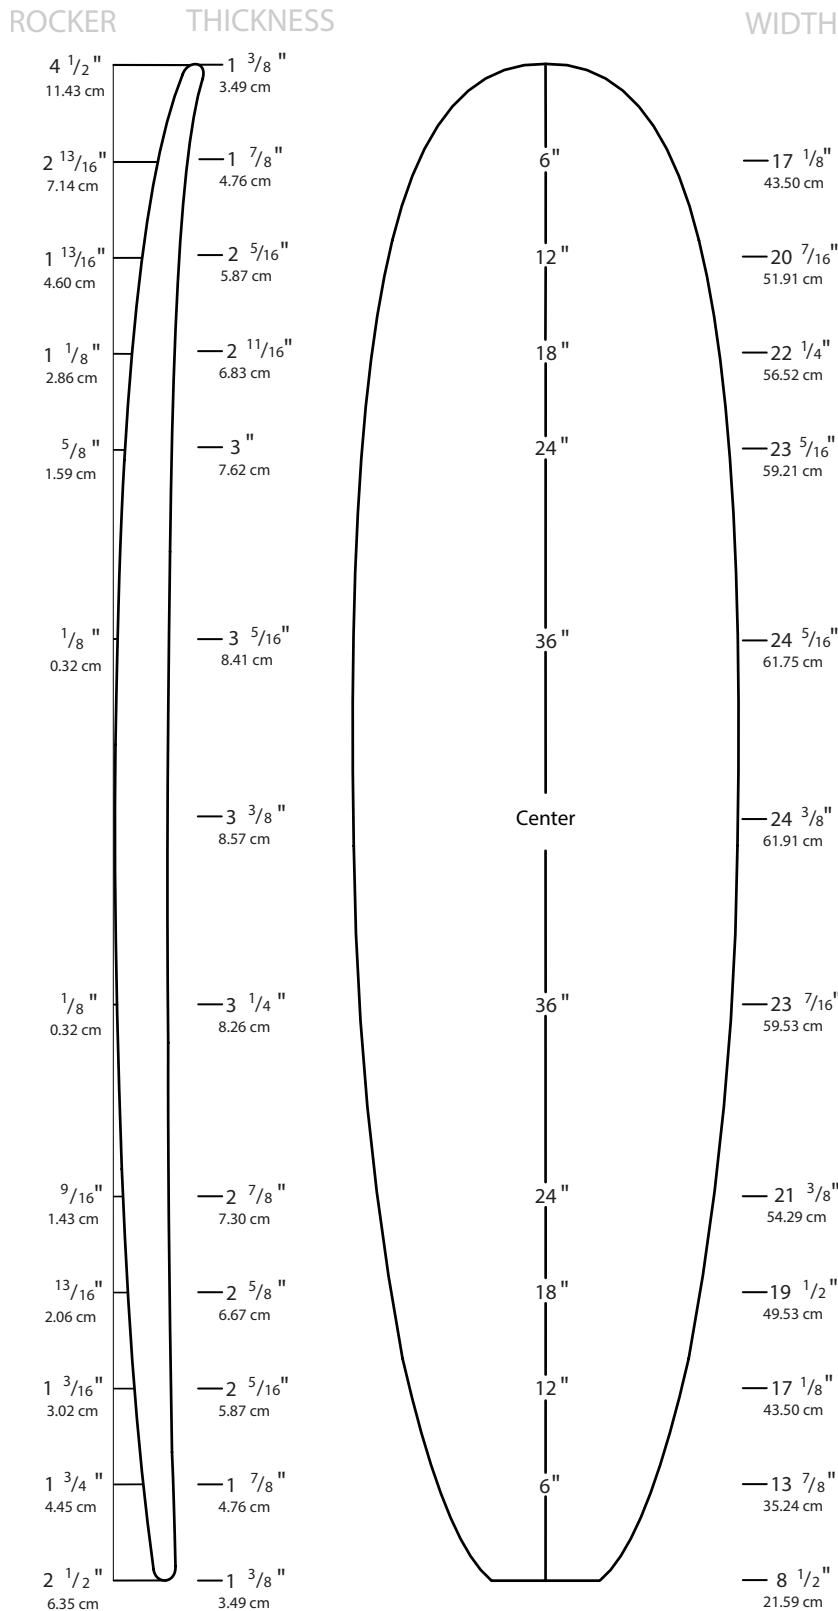 ROCKER THICKNESS WIDTH
4 1/2" 1 3/8"
11.43 cm 3.49 cm
2 13/16" 1 7/8" 6" 17 1/8"
7.14 cm 4.76 cm 43.50 cm
1 13/16" 2 5/16" 12" 20 7/16"
4.60 cm 5.87 cm 51.91 cm
1 1/8" 2 11/16" 18" 22 1/4"
2.86 cm 6.83 cm 56.52 cm
5/8" 3" 24" 23 5/16"
1.59 cm 7.62 cm 59.21 cm
1/8" 3 5/16" 36" 24 5/16"
0.32 cm 8.41 cm 61.75 cm
3 3/8" Center 24 3/8"
8.57 cm 61.91 cm
1/8" 3 1/4" 36" 23 7/16"
0.32 cm 8.26 cm 59.53 cm
9/16" 2 7/8" 24" 21 3/8"
1.43 cm 7.30 cm 54.29 cm
13/16" 2 5/8" 18" 19 1/2"
2.06 cm 6.67 cm 49.53 cm
1 3/16" 2 5/16" 12" 17 1/8"
3.02 cm 5.87 cm 43.50 cm
1 3/4" 1 7/8" 6" 13 7/8"
4.45 cm 4.76 cm 35.24 cm
2 1/2" 1 3/8" 8 1/2"
6.35 cm 3.49 cm 21.59 cm